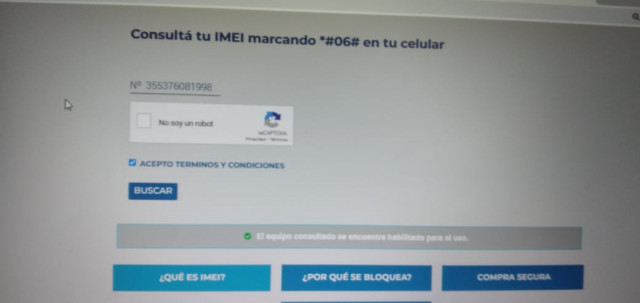 Consultá tu IMEI marcando *#06# en tu celular
Nº 355376081998
No soy un robot
reCAPTCHA
Privacidad - Términos
ACEPTO TERMINOS Y CONDICIONES
BUSCAR
El equipo consultado se encuentra habilitado para el uso.
¿QUÉ ES IMEI?
¿POR QUÉ SE BLOQUEA?
COMPRA SEGURA